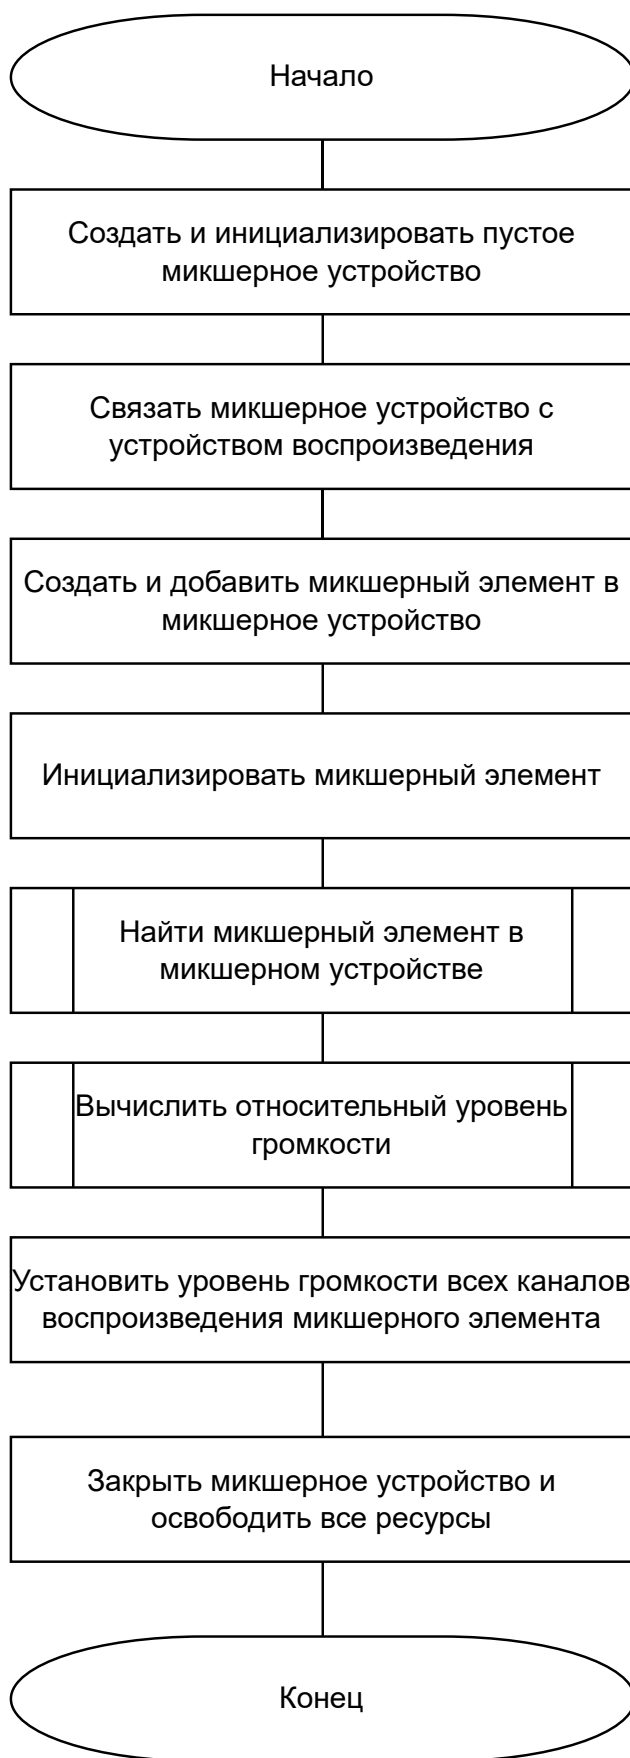 Начало
Создать и инициализировать пустое
микшерное устройство
Связать микшерное устройство с
устройством воспроизведения
Создать и добавить микшерный элемент в
микшерное устройство
Инициализировать микшерный элемент
Найти микшерный элемент в
микшерном устройстве
Вычислить относительный уровень
громкости
Установить уровень громкости всех каналов
воспроизведения микшерного элемента
Закрыть микшерное устройство и
освободить все ресурсы
Конец